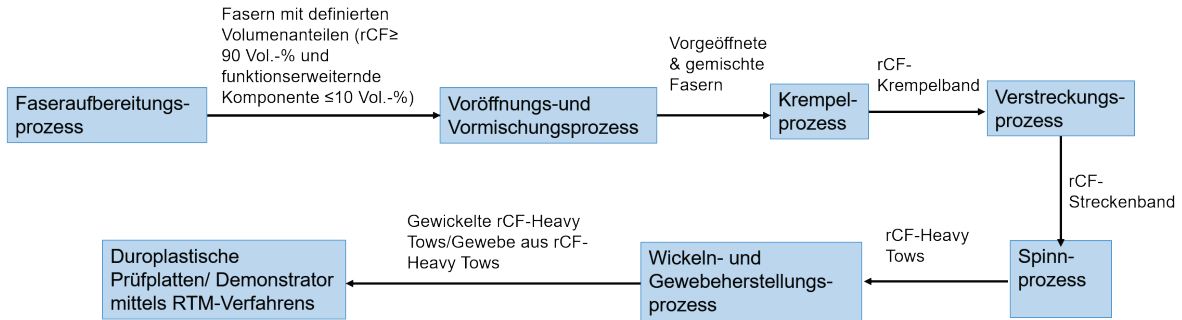 Faseraufbereitungs-
prozess
Fasern mit definierten
Volumenanteilen (rCF≥
90 Vol.-% und
funktionserweiternde
Komponente ≤10 Vol.-%)
Voröffnungs-und
Vormischungsprozess
Vorgeöffnete
& gemischte
Fasern
Krempel-
prozess
rCF-
Krempelband
Verstreckungs-
prozess
rCF-
Streckenband
Spinn-
prozess
rCF-Heavy
Tows
Wickeln- und
Gewebeherstellungs-
prozess
Gewickelte rCF-Heavy
Tows/Gewebe aus rCF-
Heavy Tows
Duroplastische
Prüfplatten/ Demonstrator
mittels RTM-Verfahrens